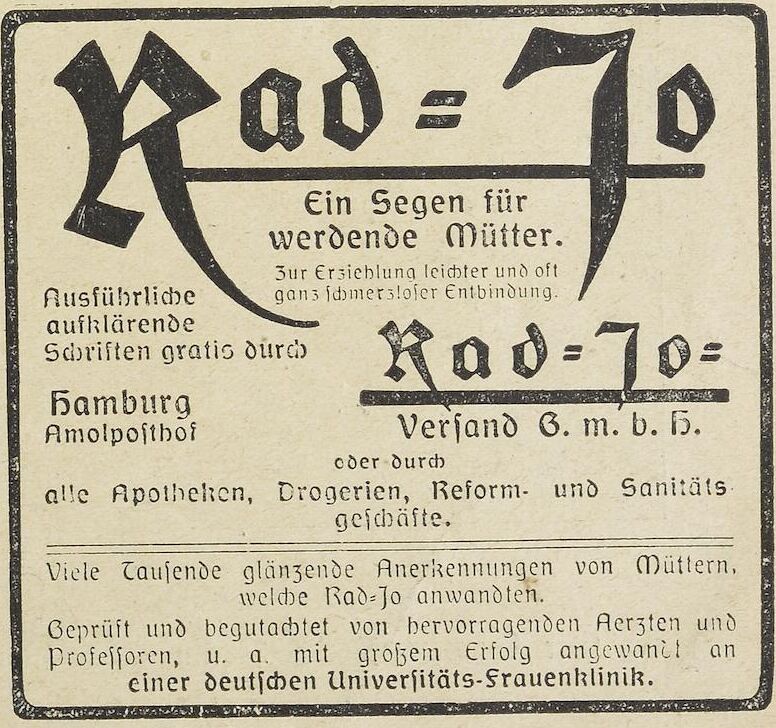 Rad=Jo
Ein Segen für
werdende Mütter.
Zur Erziehlung leichter und oft
ganz schmerzloser Entbindung.
Ausführliche
aufklärende
Schriften gratis durch
Hamburg
Amolposthof
Rad=Jo=
Versand G. m. b. H.
oder durch
alle Apotheken, Drogerien, Reform- und Sanitäts-
geschäfte.
Viele Tausende glänzende Anerkennungen von Müttern,
welche Rad=Jo anwandten.
Geprüft und begutachtet von hervorragenden Aerzten und
Professoren, u. a. mit großem Erfolg angewandt an
einer deutschen Universitäts-Frauenklinik.